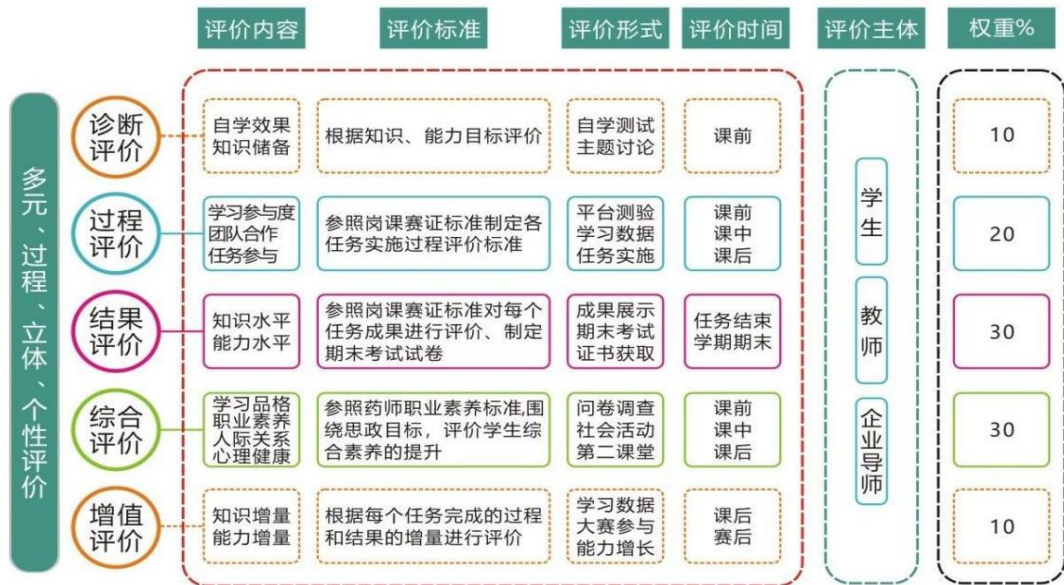 评价内容
评价标准
评价形式
评价时间
评价主体
权重%
多元、过程、立体、个性评价
诊断
评价
自学效果
知识储备
根据知识、能力目标评价
自学测试
主题讨论
课前
10
过程
评价
学习参与度
团队合作
任务参与
参照岗课赛证标准制定各
任务实施过程评价标准
平台测验
学习数据
任务实施
课前
课中
课后
20
结果
评价
知识水平
能力水平
参照岗课赛证标准对每个
任务成果进行评价、制定
期末考试试卷
成果展示
期末考试
证书获取
任务结束
学期期末
30
综合
评价
学习品格
职业素养
人际关系
心理健康
参照药师职业素养标准,围
绕思政目标，评价学生综
合素养的提升
问卷调查
社会活动
第二课堂
课前
课中
课后
30
增值
评价
知识增量
能力增量
根据每个任务完成的过程
和结果的增量进行评价
学习数据
大赛参与
能力增长
课后
赛后
10
学生
教师
企业导师